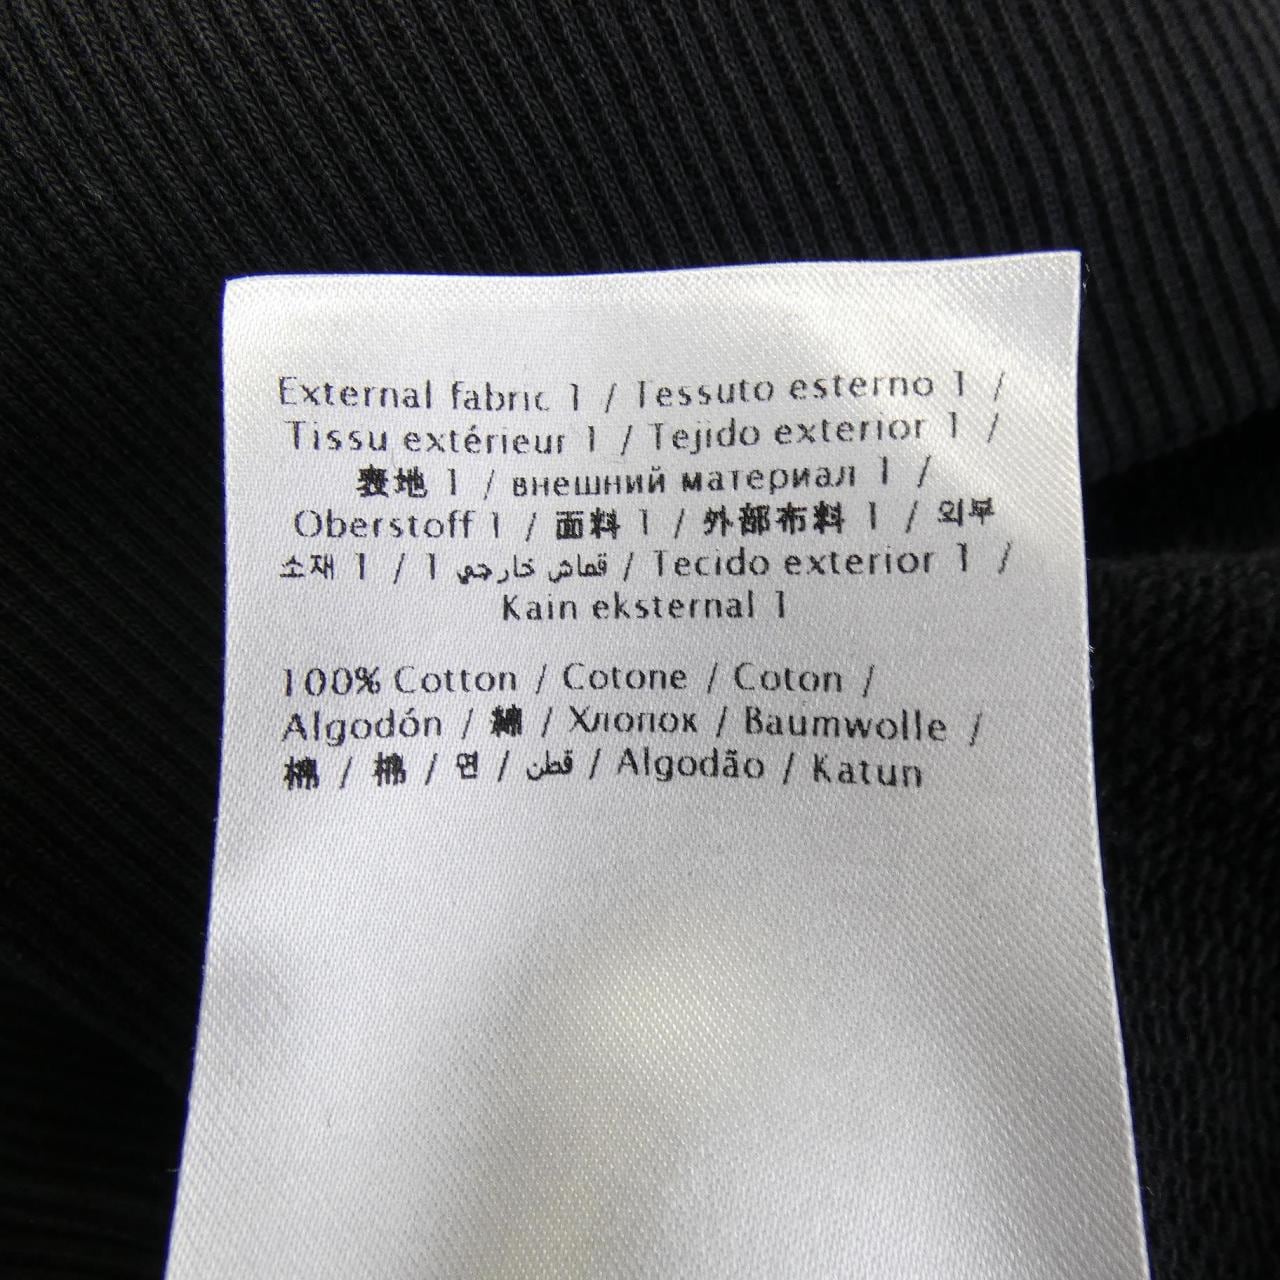 External fabric 1 / Tessuto esterno 1 /
Tissu extérieur 1 / Tejido exterior 1 /
表地 1 / внешний материал 1 /
Oberstoff 1 / 面料 1 / 外部布料 1 / 외부
소재 1 / 1 قماش خارجي / Tecido exterior 1 /
Kain eksternal 1
100% Cotton / Cotone / Coton /
Algodón / 綿 / Хлопок / Baumwolle /
棉 / 棉 / 면 / قطن / Algodão / Katun